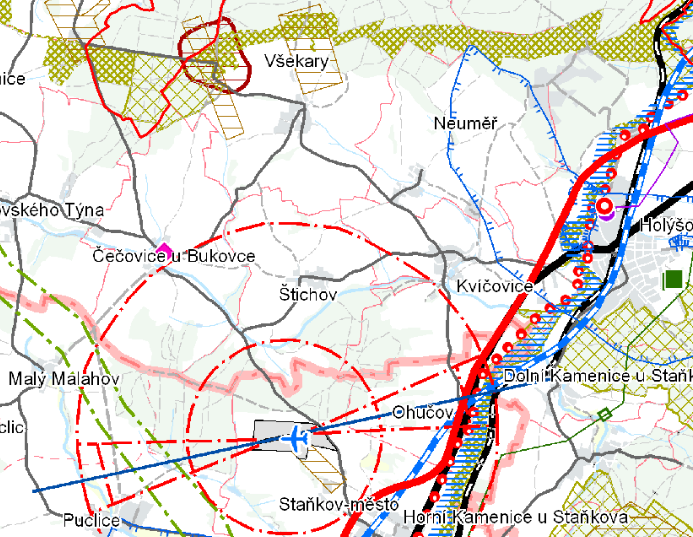 Všekary
nice
Neuměř
ovského Týna
Holýšo
Čečovice u Bukovce
Štichov
Kvíčovice
Malý Malahov
Dolní Kamenice u Staňk
Ohučov
clic
Staňkov-město
Puclice
Horní Kamenice u Staňkova